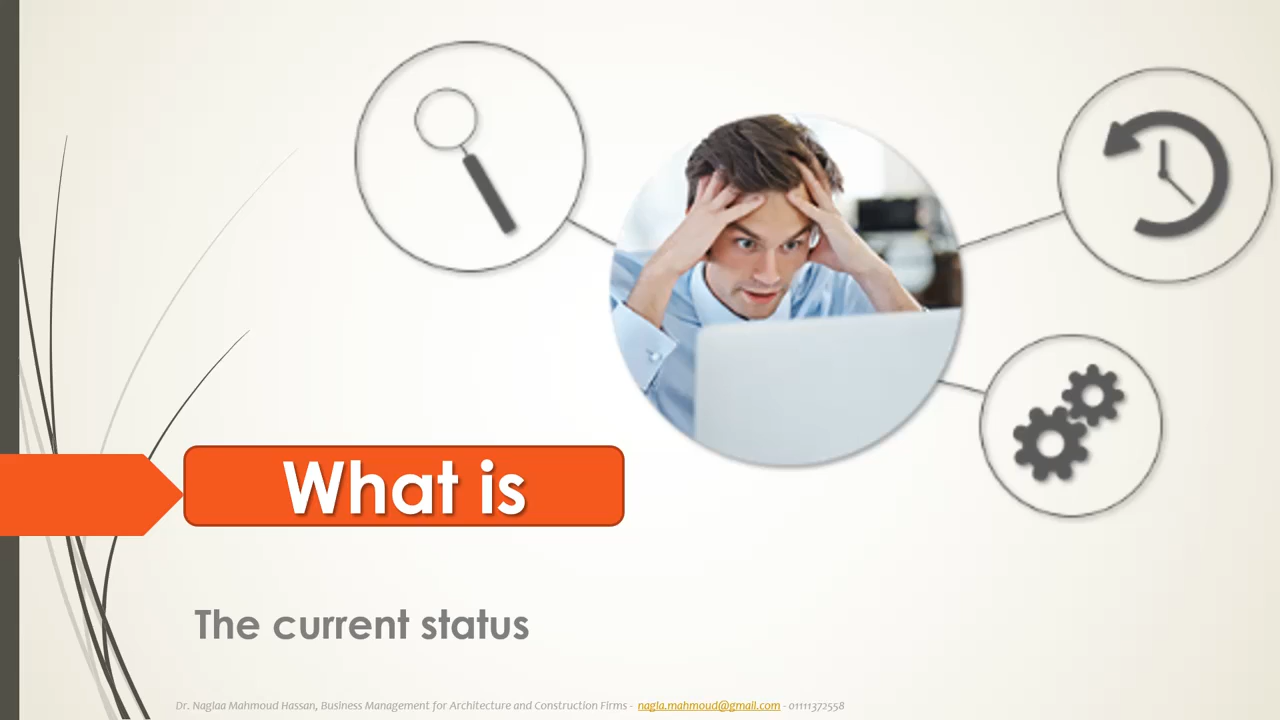 What is
The current status
Dr. Naglaa Mahmoud Hassan, Business Management for Architecture and Construction Firms - nagla.mahmoud@gmail.com - 01111372558